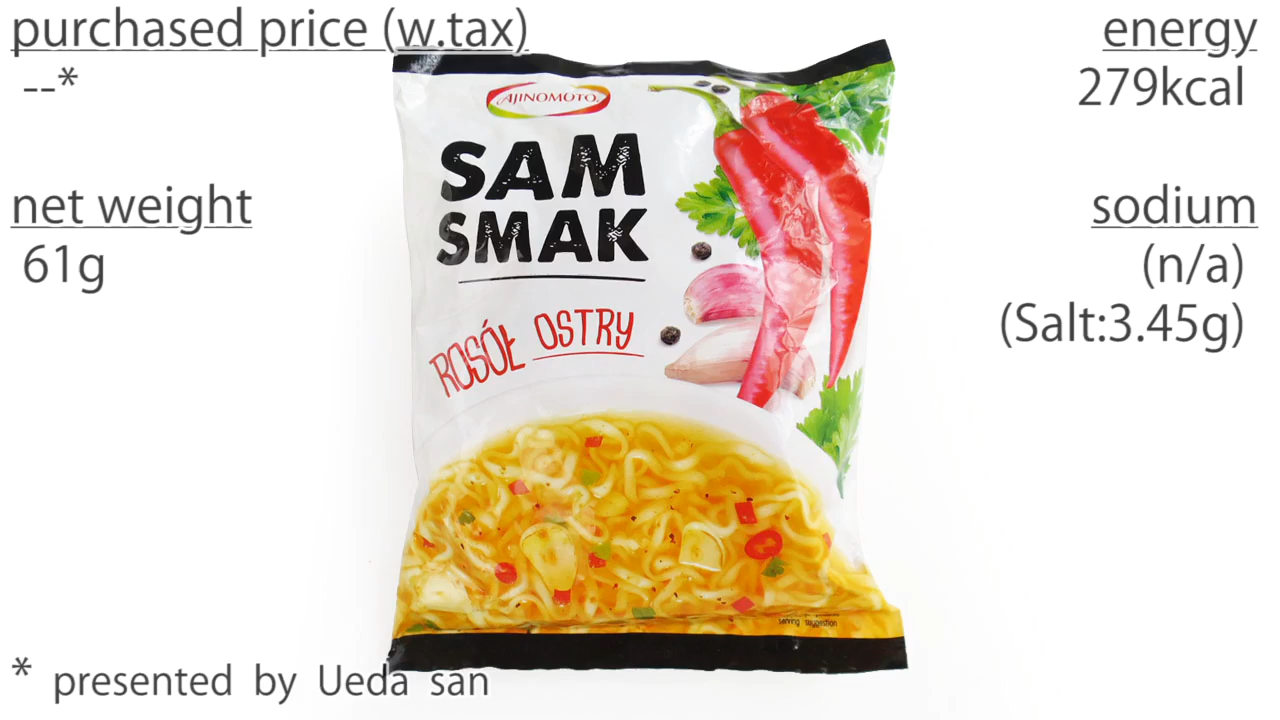 purchased price (w.tax)
--*
net weight
61g
energy
279kcal
sodium
(n/a)
(Salt:3.45g)
AJINOMOTO
SAM
SMAK
ROSÓŁ OSTRY
serving suggestion
* presented by Ueda san